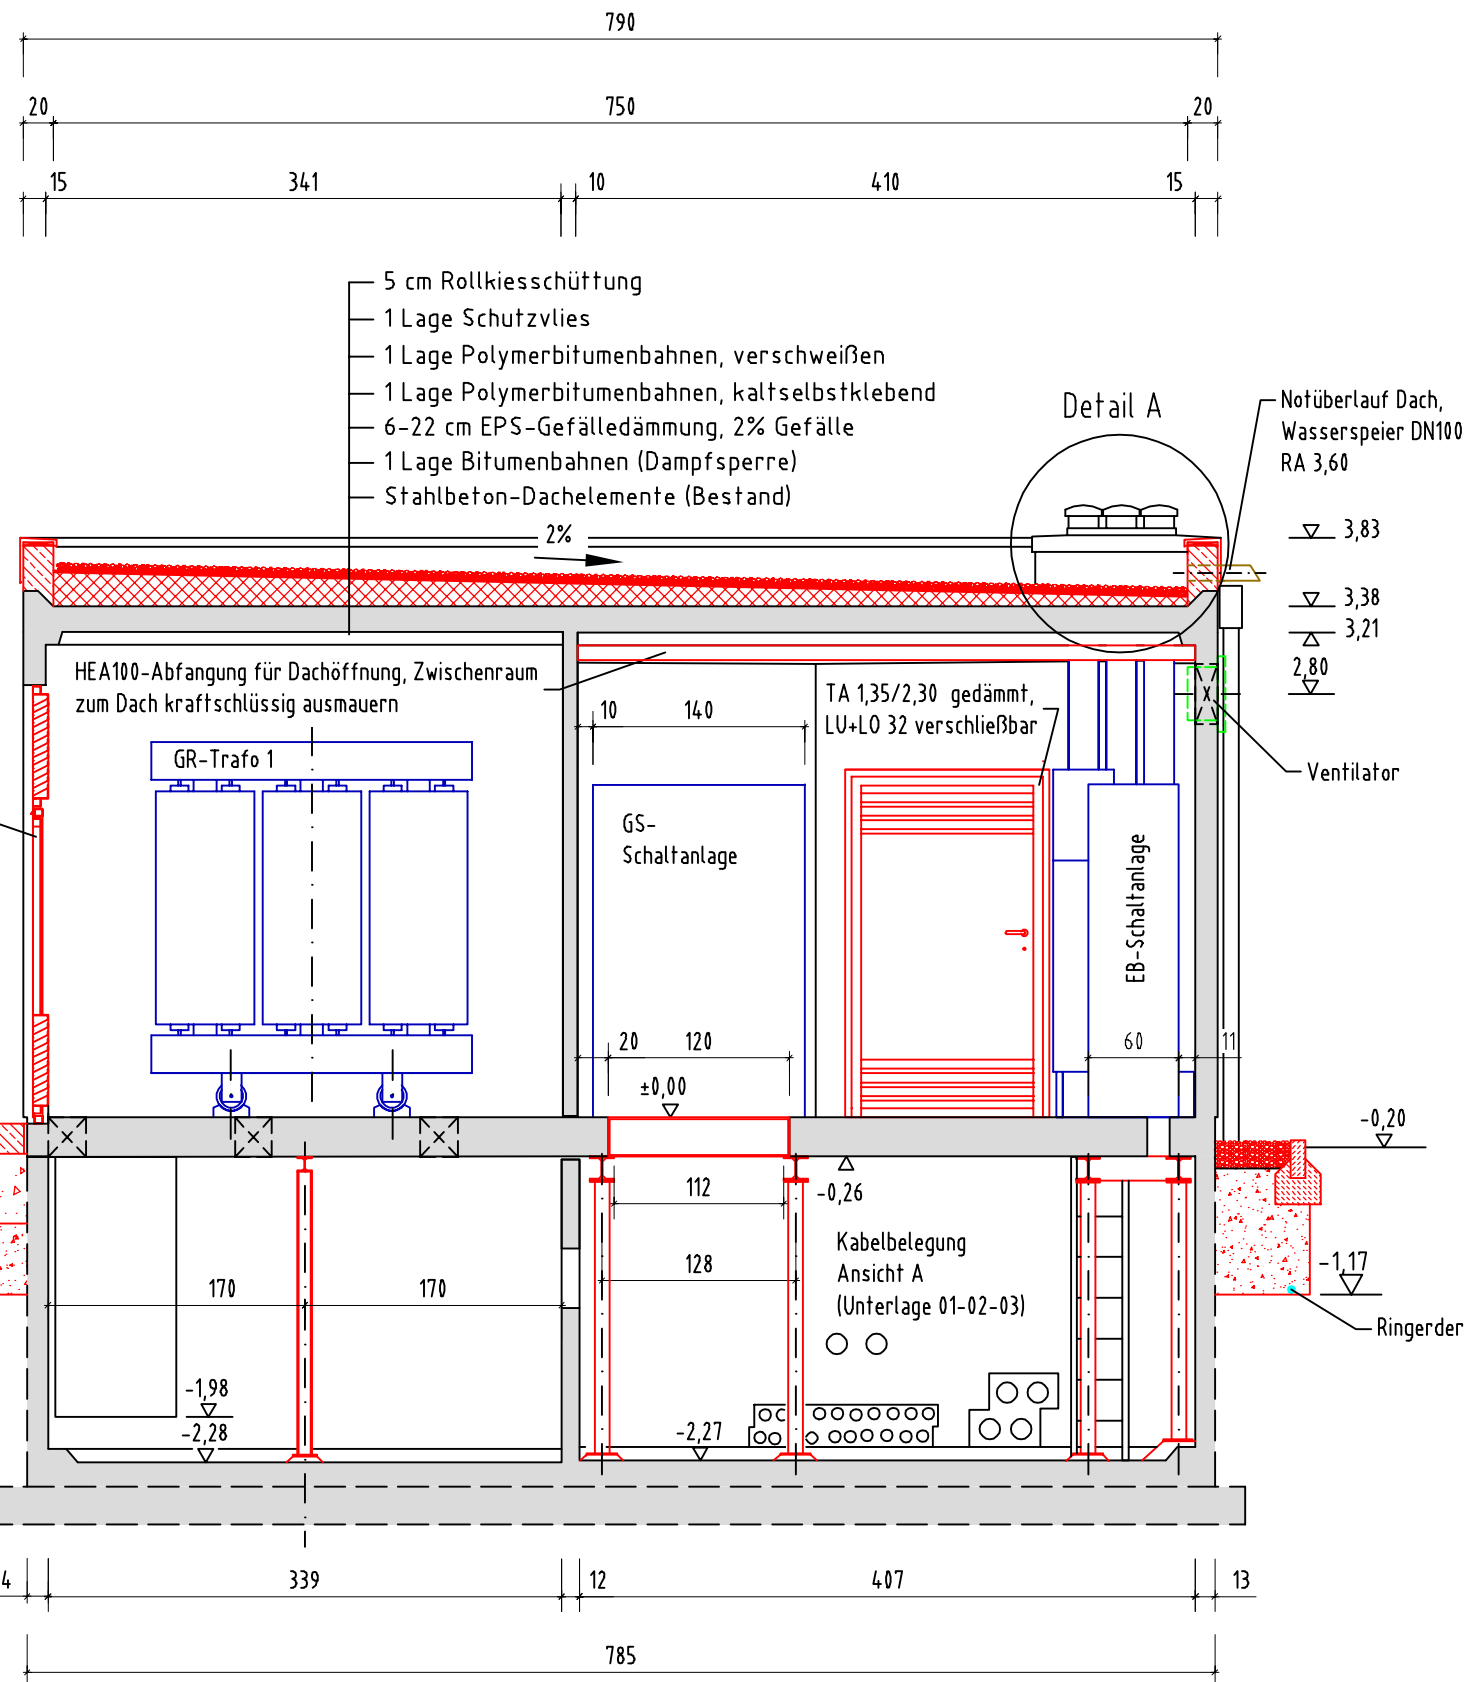 790
20 750 20
15 341 10 410 15
5 cm Rollkiesschüttung
1 Lage Schutzvlies
1 Lage Polymerbitumenbahnen, verschweißen
1 Lage Polymerbitumenbahnen, kaltselbstklebend
6-22 cm EPS-Gefälledämmung, 2% Gefälle
1 Lage Bitumenbahnen (Dampfsperre)
Stahlbeton-Dachelemente (Bestand)
Detail A
Notüberlauf Dach,
Wasserspeier DN100
RA 3,60
2%
3,83
3,38
3,21
2,80
HEA100-Abfangung für Dachöffnung, Zwischenraum
zum Dach kraftschlüssig ausmauern
TA 1,35/2,30 gedämmt,
LU+LO 32 verschließbar
10 140
GR-Trafo 1
Ventilator
GS-
Schaltanlage
EB-Schaltanlage
20 120 60 11
±0,00
-0,20
-0,26
112
Kabelbelegung
Ansicht A
(Unterlage 01-02-03)
128
170 170
-1,17
Ringerder
-1,98
-2,28
-2,27
4 339 12 407 13
785